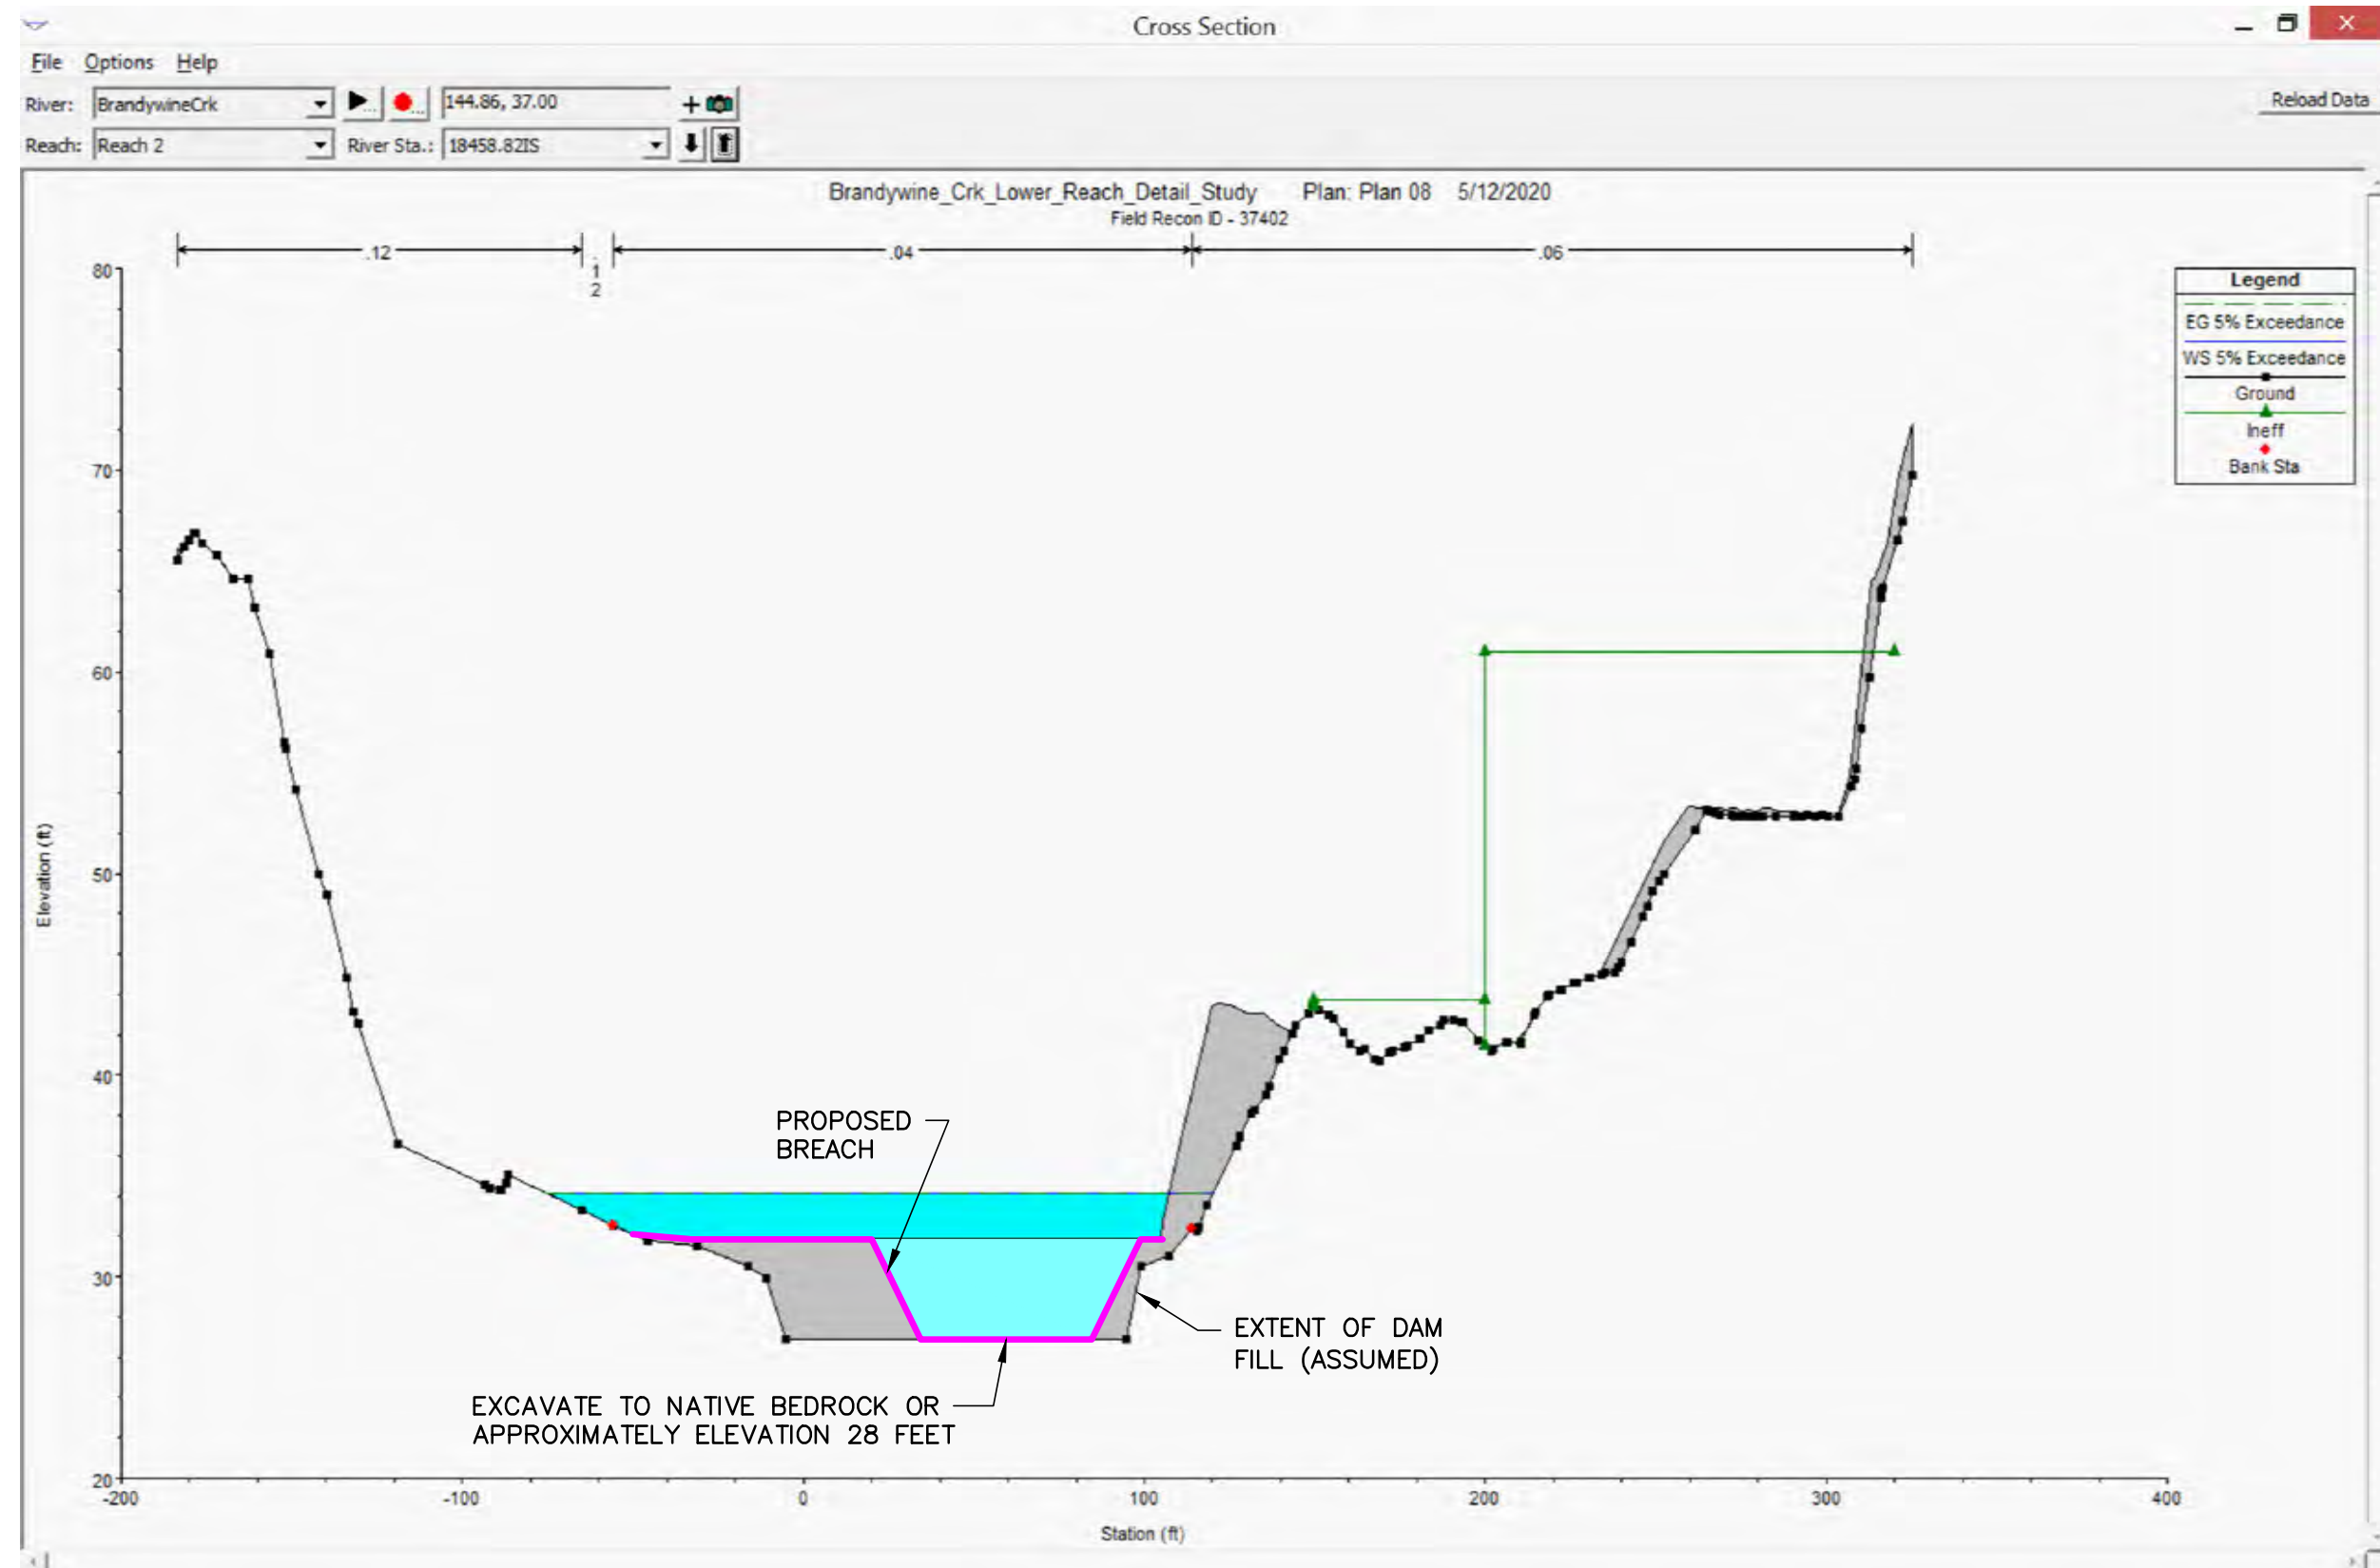 Cross Section
File Options Help
River: BrandywineCrk 144.86, 37.00 Reload Data
Reach: Reach 2 River Sta.: 18458.82IS
Brandywine_Crk_Lower_Reach_Detail_Study Plan: Plan 08 5/12/2020
Field Recon ID - 37402
.12 .12 .04 .06
Legend
EG 5% Exceedance
WS 5% Exceedance
Ground
Ineff
Bank Sta
80
70
60
50
40
30
20
Elevation (ft)
PROPOSED
BREACH
EXTENT OF DAM
FILL (ASSUMED)
EXCAVATE TO NATIVE BEDROCK OR
APPROXIMATELY ELEVATION 28 FEET
-200 -100 0 100 200 300 400
Station (ft)